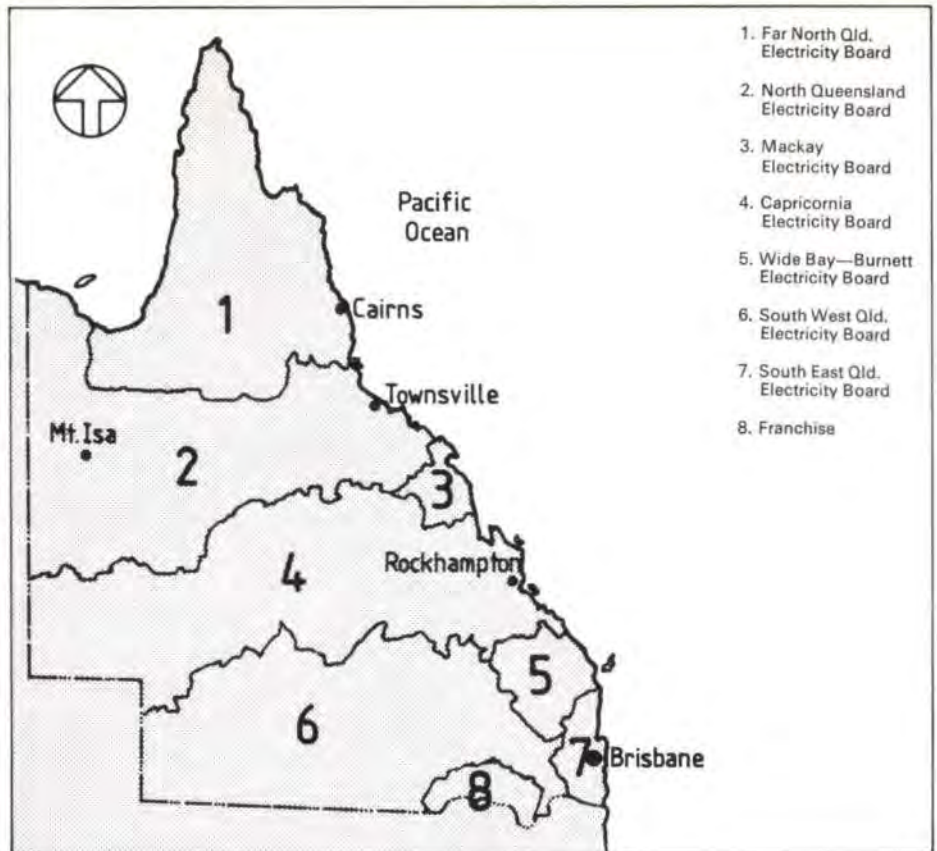 1. Far North Qld.
Electricity Board
2. North Queensland
Electricity Board
3. Mackay
Electricity Board
4. Capricornia
Electricity Board
5. Wide Bay—Burnett
Electricity Board
6. South West Qld.
Electricity Board
7. South East Qld.
Electricity Board
8. Franchise
Pacific
Ocean
1
Cairns
Townsville
Mt. Isa
2
3
4
Rockhampton
5
6
7
Brisbane
8